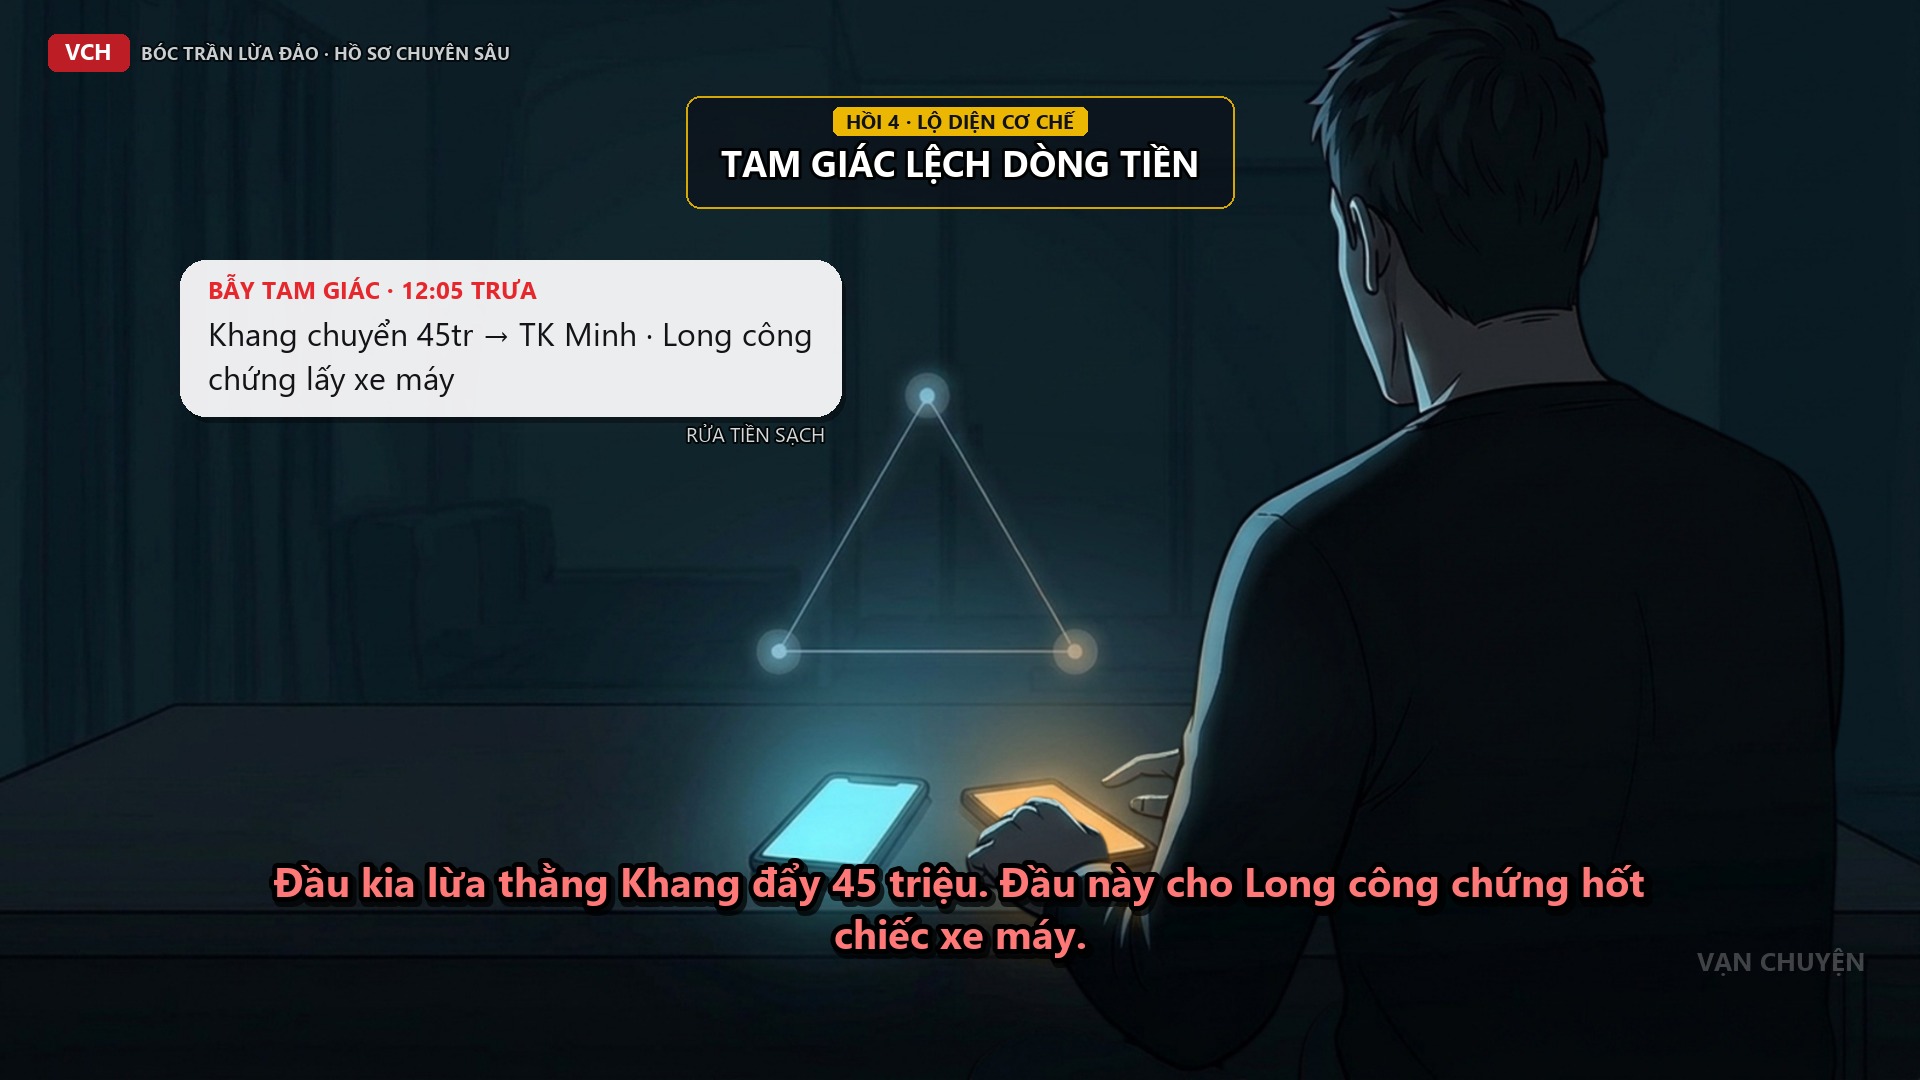 VCH BÓC TRẦN LỪA ĐẢO · HỒ SƠ CHUYÊN SÂU
HỒI 4 · LỘ DIỆN CƠ CHẾ
TAM GIÁC LỆCH DÒNG TIỀN
BẪY TAM GIÁC · 12:05 TRƯA
Khang chuyển 45tr → TK Minh · Long công
chứng lấy xe máy
RỬA TIỀN SẠCH
Đầu kia lừa thằng Khang đẩy 45 triệu. Đầu này cho Long công chứng hốt
chiếc xe máy.
VẠN CHUYỆN